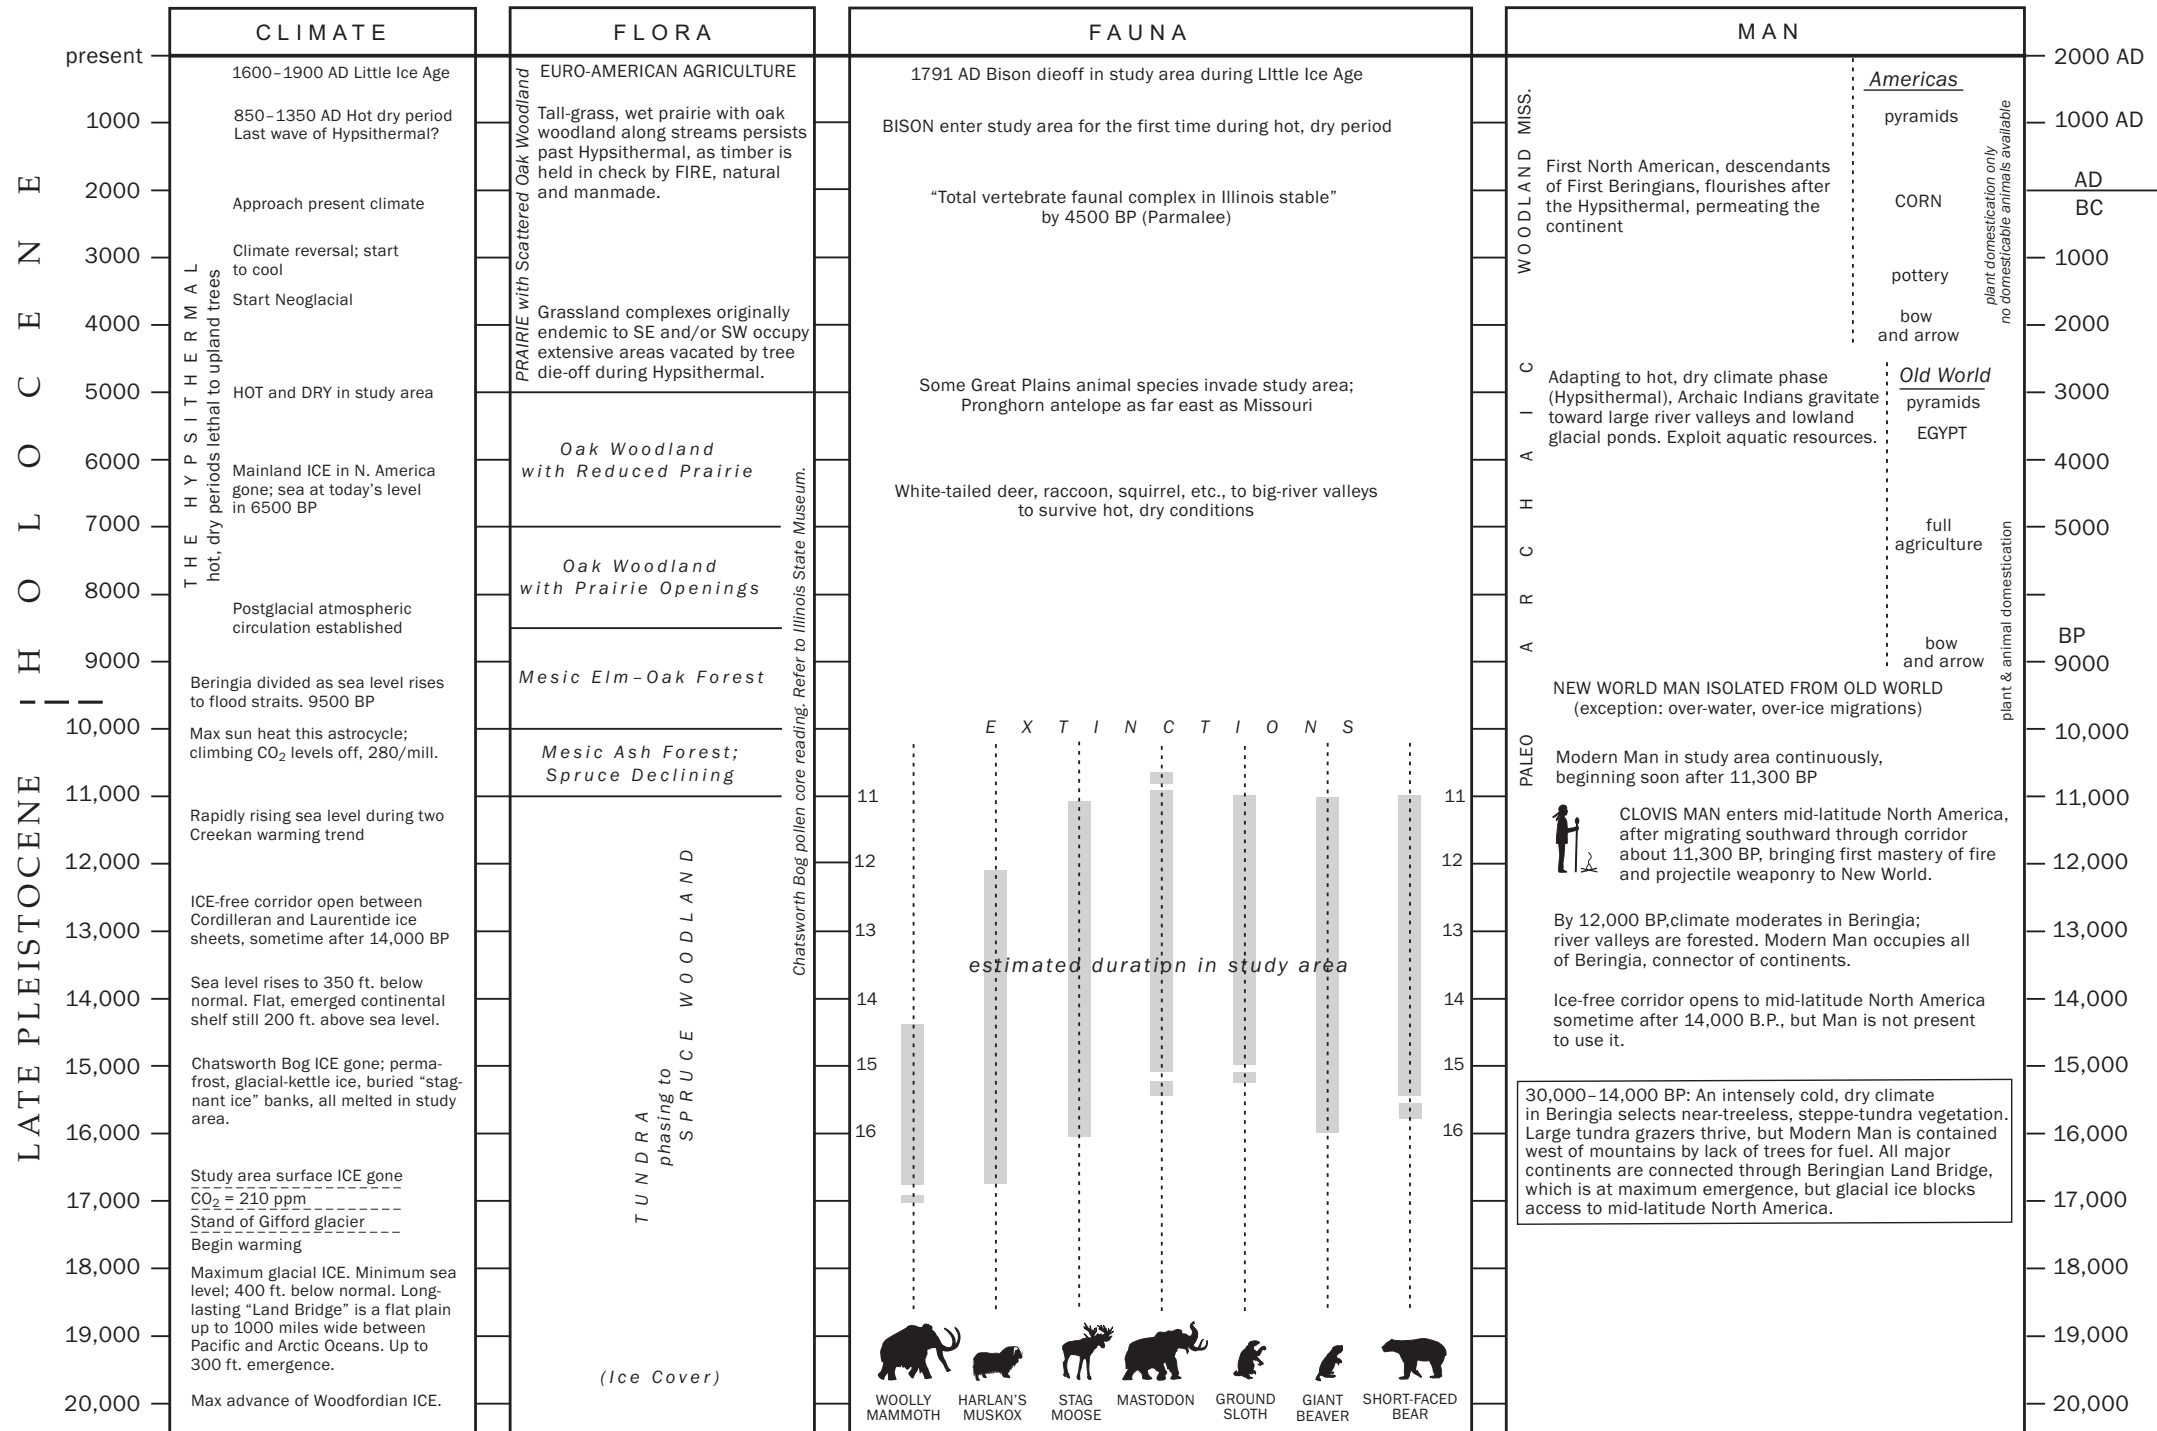 CLIMATE
FLORA
FAUNA
MAN
present
1000
2000
3000
4000
5000
6000
7000
8000
9000
10,000
11,000
12,000
13,000
14,000
15,000
16,000
17,000
18,000
19,000
20,000
HOLOCENE
LATE PLEISTOCENE
1600–1900 AD Little Ice Age
850–1350 AD Hot dry period
Last wave of Hypsithermal?
Approach present climate
Climate reversal; start
to cool
Start Neoglacial
THE HYPSITHERMAL
hot, dry periods lethal to upland trees
HOT and DRY in study area
Mainland ICE in N. America
gone; sea at today's level
in 6500 BP
Postglacial atmospheric
circulation established
Beringia divided as sea level rises
to flood straits. 9500 BP
Max sun heat this astrocycle;
climbing CO2 levels off, 280/mill.
Rapidly rising sea level during two
Creekan warming trend
ICE-free corridor open between
Cordilleran and Laurentide ice
sheets, sometime after 14,000 BP
Sea level rises to 350 ft. below
normal. Flat, emerged continental
shelf still 200 ft. above sea level.
Chatsworth Bog ICE gone; perma-
frost, glacial-kettle ice, buried “stag-
nant ice” banks, all melted in study
area.
Study area surface ICE gone
CO2 = 210 ppm
Stand of Gifford glacier
Begin warming
Maximum glacial ICE. Minimum sea
level; 400 ft. below normal. Long-
lasting “Land Bridge” is a flat plain
up to 1000 miles wide between
Pacific and Arctic Oceans. Up to
300 ft. emergence.
Max advance of Woodfordian ICE.
PRAIRIE with Scattered Oak Woodland
EURO-AMERICAN AGRICULTURE
Tall-grass, wet prairie with oak
woodland along streams persists
past Hypsithermal, as timber is
held in check by FIRE, natural
and manmade.
Grassland complexes originally
endemic to SE and/or SW occupy
extensive areas vacated by tree
die-off during Hypsithermal.
Oak Woodland
with Reduced Prairie
Oak Woodland
with Prairie Openings
Mesic Elm–Oak Forest
Mesic Ash Forest;
Spruce Declining
Chatsworth Bog pollen core reading. Refer to Illinois State Museum.
TUNDRA
phasing to
SPRUCE WOODLAND
(Ice Cover)
1791 AD Bison dieoff in study area during LIttle Ice Age
BISON enter study area for the first time during hot, dry period
“Total vertebrate faunal complex in Illinois stable”
by 4500 BP (Parmalee)
Some Great Plains animal species invade study area;
Pronghorn antelope as far east as Missouri
White-tailed deer, raccoon, squirrel, etc., to big-river valleys
to survive hot, dry conditions
EXTINCTIONS
11
12
13
14
15
16
11
12
13
14
15
16
estimated duration in study area
WOOLLY
MAMMOTH
HARLAN'S
MUSKOX
STAG
MOOSE
MASTODON
GROUND
SLOTH
GIANT
BEAVER
SHORT-FACED
BEAR
WOODLAND MISS.
ARCHAIC
PALEO
First North American, descendants
of First Beringians, flourishes after
the Hypsithermal, permeating the
continent
Americas
pyramids
CORN
pottery
bow
and arrow
plant domestication only
no domesticable animals available
Adapting to hot, dry climate phase
(Hypsithermal), Archaic Indians gravitate
toward large river valleys and lowland
glacial ponds. Exploit aquatic resources.
Old World
pyramids
EGYPT
full
agriculture
bow
and arrow
plant & animal domestication
NEW WORLD MAN ISOLATED FROM OLD WORLD
(exception: over-water, over-ice migrations)
Modern Man in study area continuously,
beginning soon after 11,300 BP
CLOVIS MAN enters mid-latitude North America,
after migrating southward through corridor
about 11,300 BP, bringing first mastery of fire
and projectile weaponry to New World.
By 12,000 BP,climate moderates in Beringia;
river valleys are forested. Modern Man occupies all
of Beringia, connector of continents.
Ice-free corridor opens to mid-latitude North America
sometime after 14,000 B.P., but Man is not present
to use it.
30,000–14,000 BP: An intensely cold, dry climate
in Beringia selects near-treeless, steppe-tundra vegetation.
Large tundra grazers thrive, but Modern Man is contained
west of mountains by lack of trees for fuel. All major
continents are connected through Beringian Land Bridge,
which is at maximum emergence, but glacial ice blocks
access to mid-latitude North America.
2000 AD
1000 AD
AD
BC
1000
2000
3000
4000
5000
BP
9000
10,000
11,000
12,000
13,000
14,000
15,000
16,000
17,000
18,000
19,000
20,000